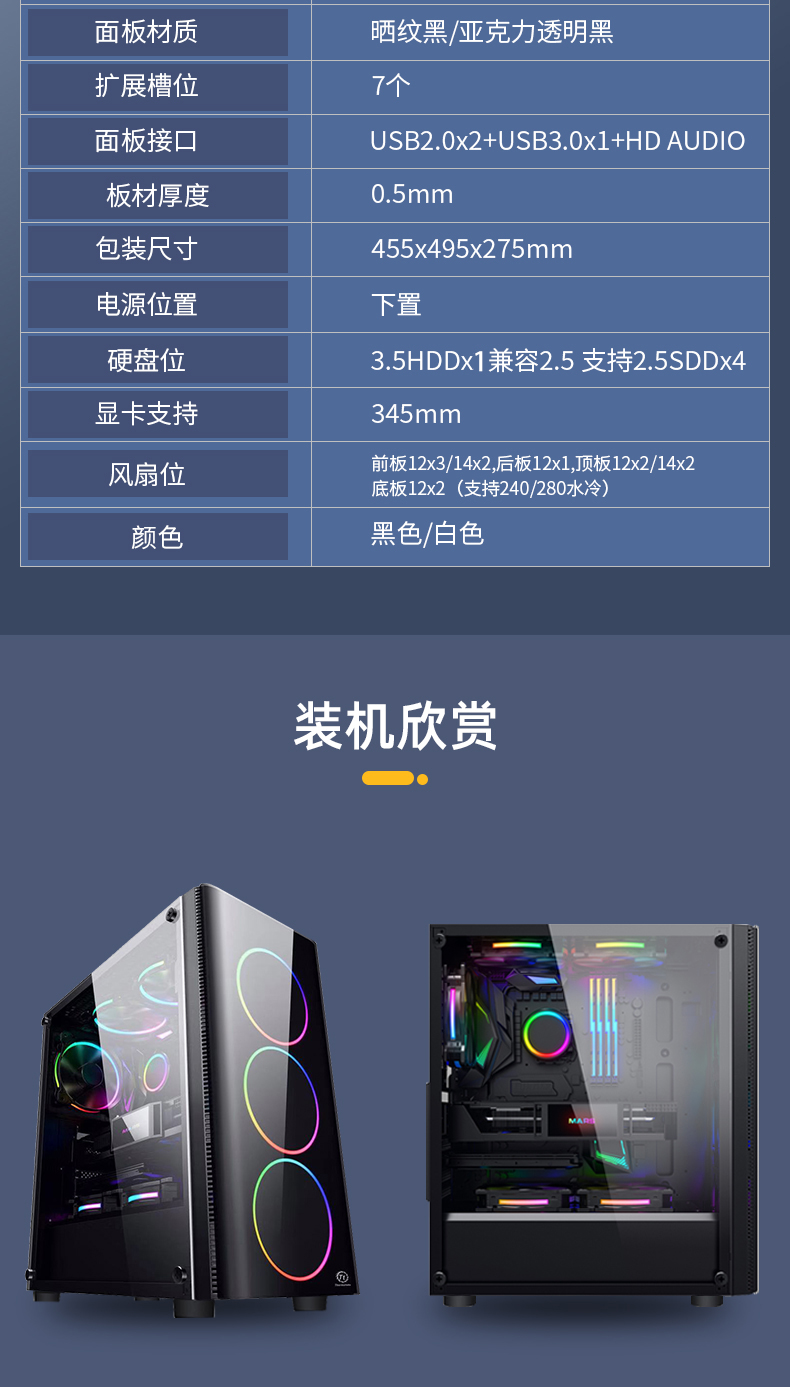 面板材质 晒纹黑/亚克力透明黑
扩展槽位 7个
面板接口 USB2.0x2+USB3.0x1+HD AUDIO
板材厚度 0.5mm
包装尺寸 455x495x275mm
电源位置 下置
硬盘位 3.5HDDx1兼容2.5 支持2.5SDDx4
显卡支持 345mm
风扇位 前板12x3/14x2,后板12x1,顶板12x2/14x2
底板12x2（支持240/280水冷）
颜色 黑色/白色
装机欣赏